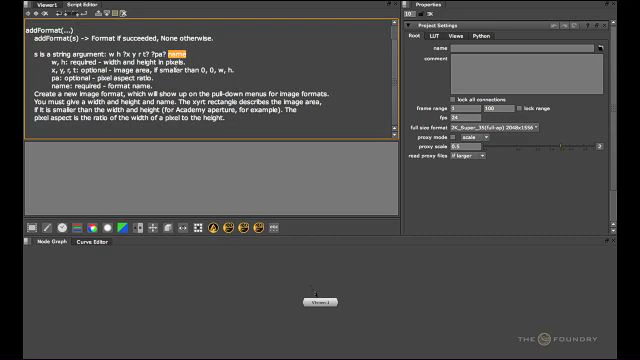 Viewer1
Script Editor
addFormat(...)
addFormat(s) -> Format if succeeded, None otherwise.
s is a string argument: w h ?x y r t? ?pa? name
w, h: required - width and height in pixels.
x, y, r, t: optional - image area, if smaller than 0, 0, w, h.
pa: optional - pixel aspect ratio.
name: required - format name.
Create a new image format, which will show up on the pull-down menus for image formats.
You must give a width and height and name. The xyrt rectangle describes the image area,
if it is smaller than the width and height (for Academy aperture, for example). The
pixel aspect is the ratio of the width of a pixel to the height.
Node Graph
Curve Editor
Viewer1
Properties
10
Project Settings
Root
LUT
Views
Python
name
comment
lock all connections
frame range
1
100
lock range
fps
24
full size format
2K_Super_35(full-ap) 2048x1556
proxy mode
scale
proxy scale
0.5
2
read proxy files
if larger
THE FOUNDRY